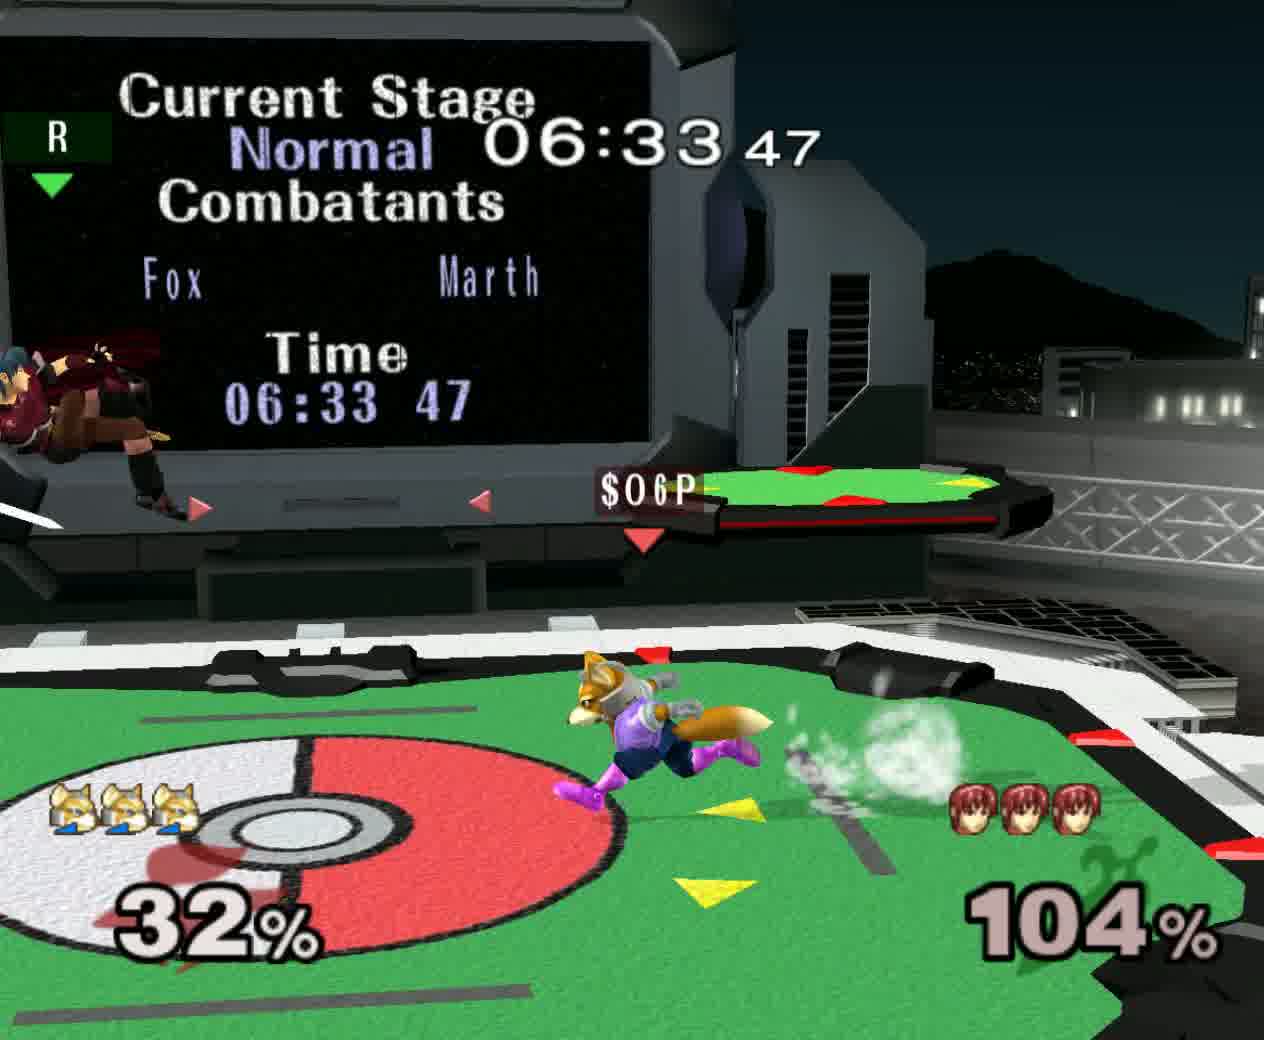 Current Stage
Normal
06:33 47
R
Combatants
Fox Marth
Time
06:33 47
$06P
32%
104%